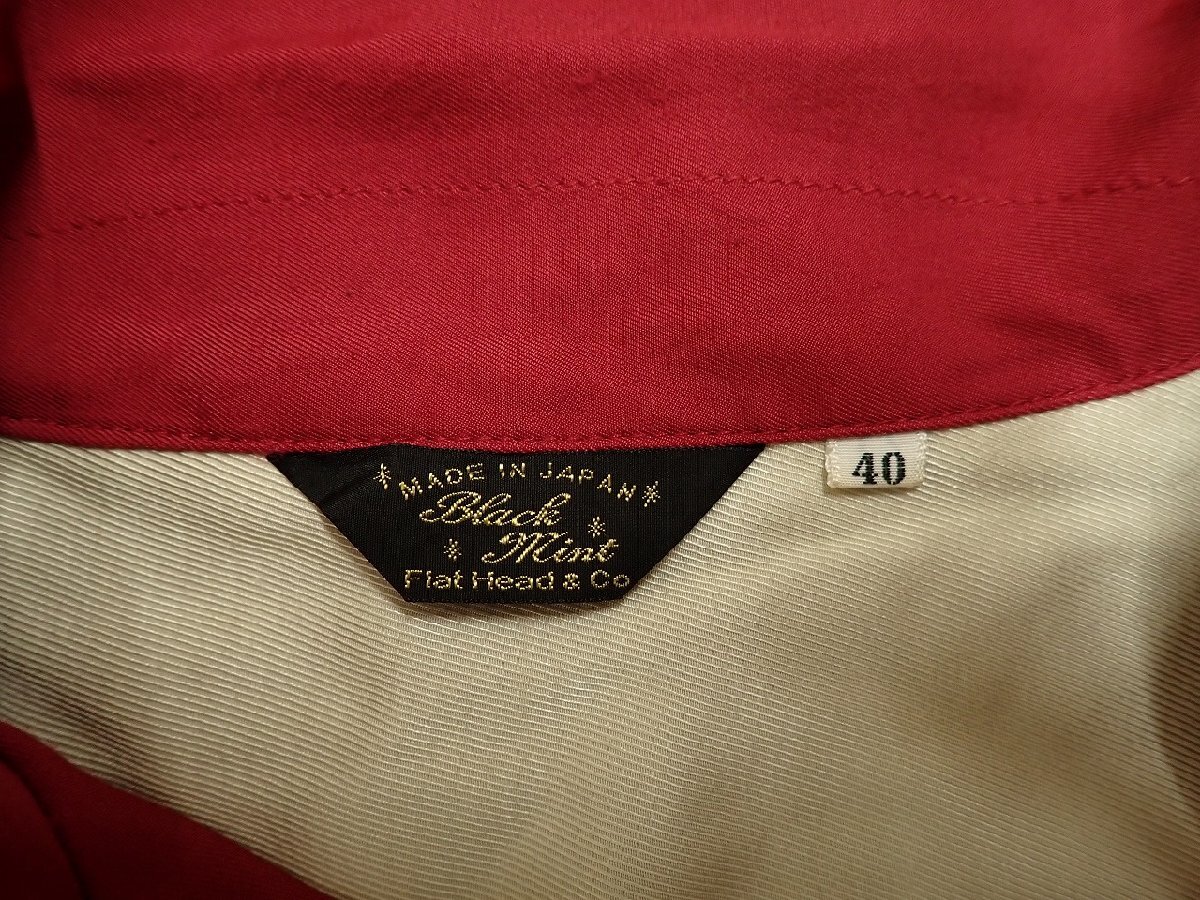 MADE IN JAPAN
Black
Mint
Flat Head & Co
40